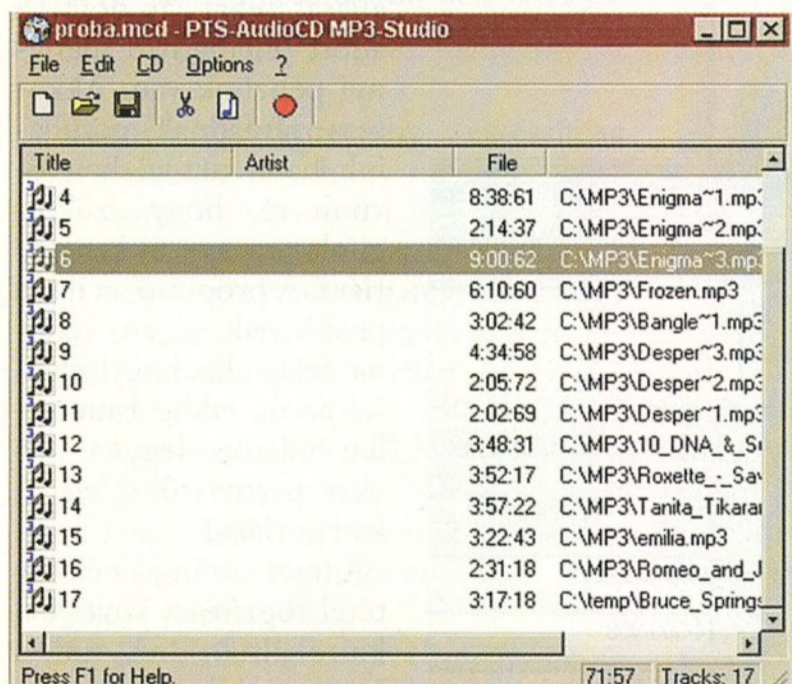 proba.mcd - PTS-AudioCD MP3-Studio
File Edit CD Options ?
Title Artist File
4 8:38:61 C:\MP3\Enigma~1.mp3
5 2:14:37 C:\MP3\Enigma~2.mp3
6 9:00:62 C:\MP3\Enigma~3.mp3
7 6:10:60 C:\MP3\Frozen.mp3
8 3:02:42 C:\MP3\Bangle~1.mp3
9 4:34:58 C:\MP3\Desper~3.mp3
10 2:05:72 C:\MP3\Desper~2.mp3
11 2:02:69 C:\MP3\Desper~1.mp3
12 3:48:31 C:\MP3\10_DNA_&_Su
13 3:52:17 C:\MP3\Roxette_-_Sav
14 3:57:22 C:\MP3\Tanita_Tikarar
15 3:22:43 C:\MP3\emilia.mp3
16 2:31:18 C:\MP3\Romeo_and_J
17 3:17:18 C:\temp\Bruce_Springs
Press F1 for Help. 71:57 Tracks: 17